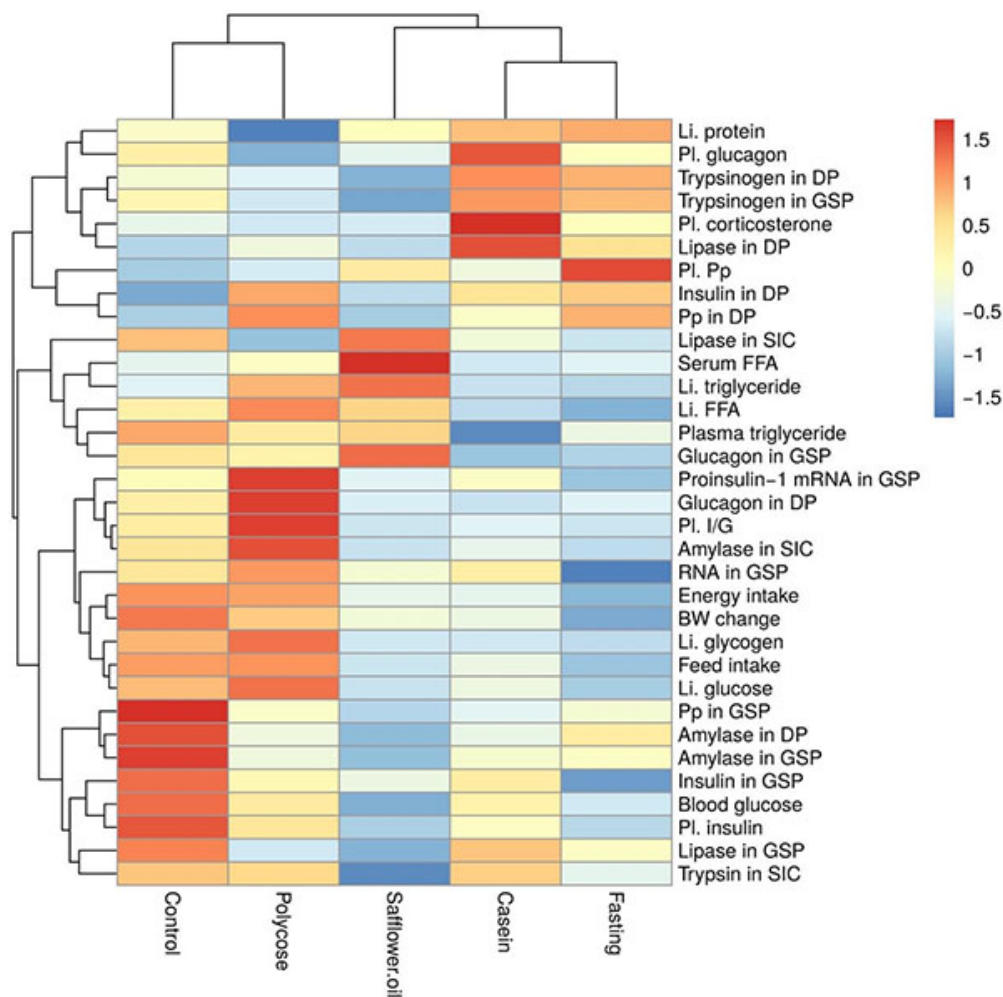 Li. protein
Pl. glucagon
Trypsinogen in DP
Trypsinogen in GSP
Pl. corticosterone
Lipase in DP
Pl. Pp
Insulin in DP
Pp in DP
Lipase in SIC
Serum FFA
Li. triglyceride
Li. FFA
Plasma triglyceride
Glucagon in GSP
Proinsulin−1 mRNA in GSP
Glucagon in DP
Pl. I/G
Amylase in SIC
RNA in GSP
Energy intake
BW change
Li. glycogen
Feed intake
Li. glucose
Pp in GSP
Amylase in DP
Amylase in GSP
Insulin in GSP
Blood glucose
Pl. insulin
Lipase in GSP
Trypsin in SIC
1.5
1
0.5
0
−0.5
−1
−1.5
Control
Polycose
Safflower.oil
Casein
Fasting